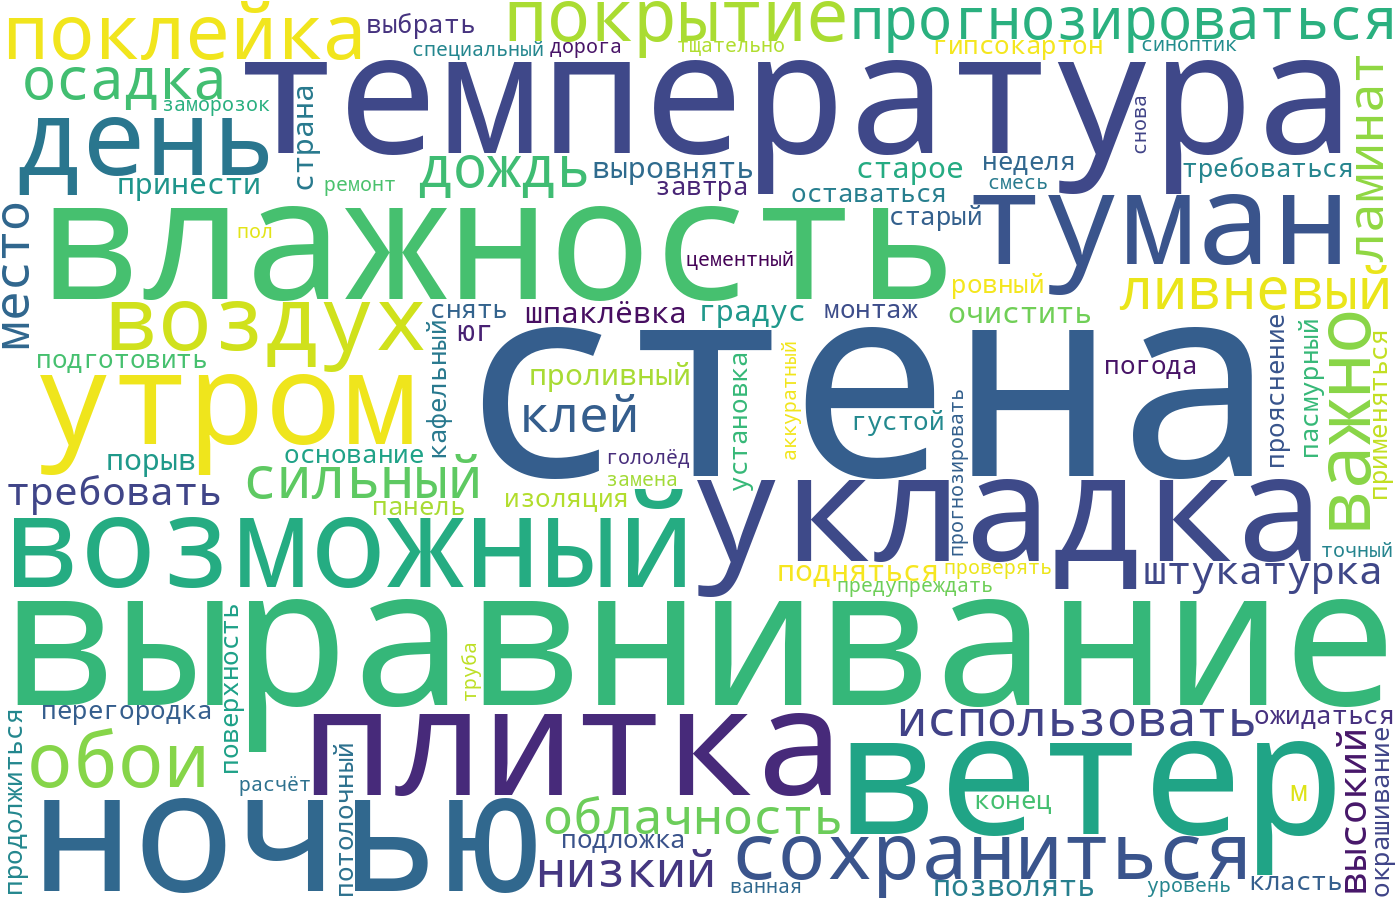 поклейка
выбрать
покрытие
прогнозироваться
специальный
дорога
тщательно
гипсокартон
синоптик
осадка
заморозок
температура
ламинат
день
страна
снова
дождь
выровнять
старое
неделя
требоваться
принести
ремонт
завтра
оставаться
смесь
влажность
старый
туман
место
пол
цементный
воздух
снять
шпаклёвка
градус
монтаж
ровный
очистить
ливневый
юг
кафельный
стена
прояснение
пасмурный
важно
применяться
подготовить
утром
проливный
установка
аккуратный
погода
клей
густой
прогнозировать
порыв
основание
гололёд
сильный
замена
требовать
панель
изоляция
укладка
возможный
точный
подняться
проверять
предупреждать
штукатурка
выравнивание
поверхность
труба
перегородка
плитка
использовать
ожидаться
продолжиться
обои
потолочный
ветер
высокий
окрашивание
расчёт
ночью
облачность
конец
м
подложка
сохраниться
низкий
ванная
позволять
уровень
класть